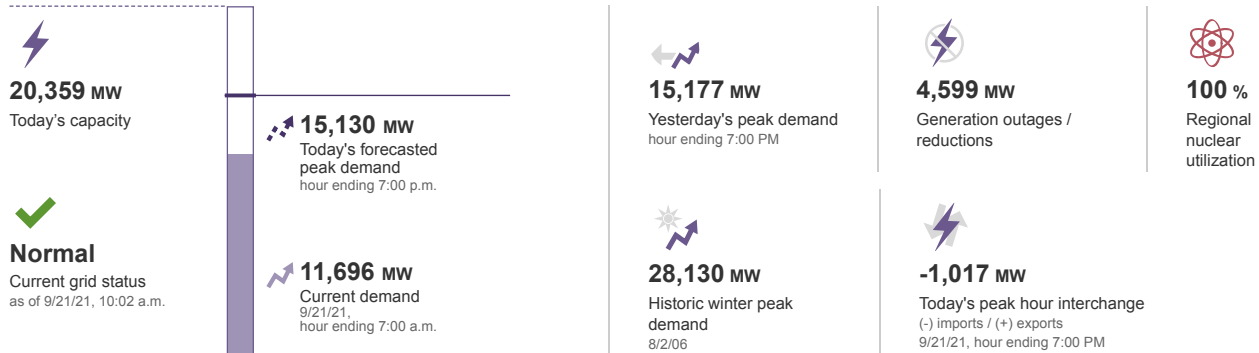 20,359 MW
Today's capacity
Normal
Current grid status
as of 9/21/21, 10:02 a.m.
15,130 MW
Today's forecasted
peak demand
hour ending 7:00 p.m.
11,696 MW
Current demand
9/21/21,
hour ending 7:00 a.m.
15,177 MW
Yesterday's peak demand
hour ending 7:00 PM
4,599 MW
Generation outages /
reductions
100 %
Regional
nuclear
utilization
28,130 MW
Historic winter peak
demand
8/2/06
-1,017 MW
Today's peak hour interchange
(-) imports / (+) exports
9/21/21, hour ending 7:00 PM